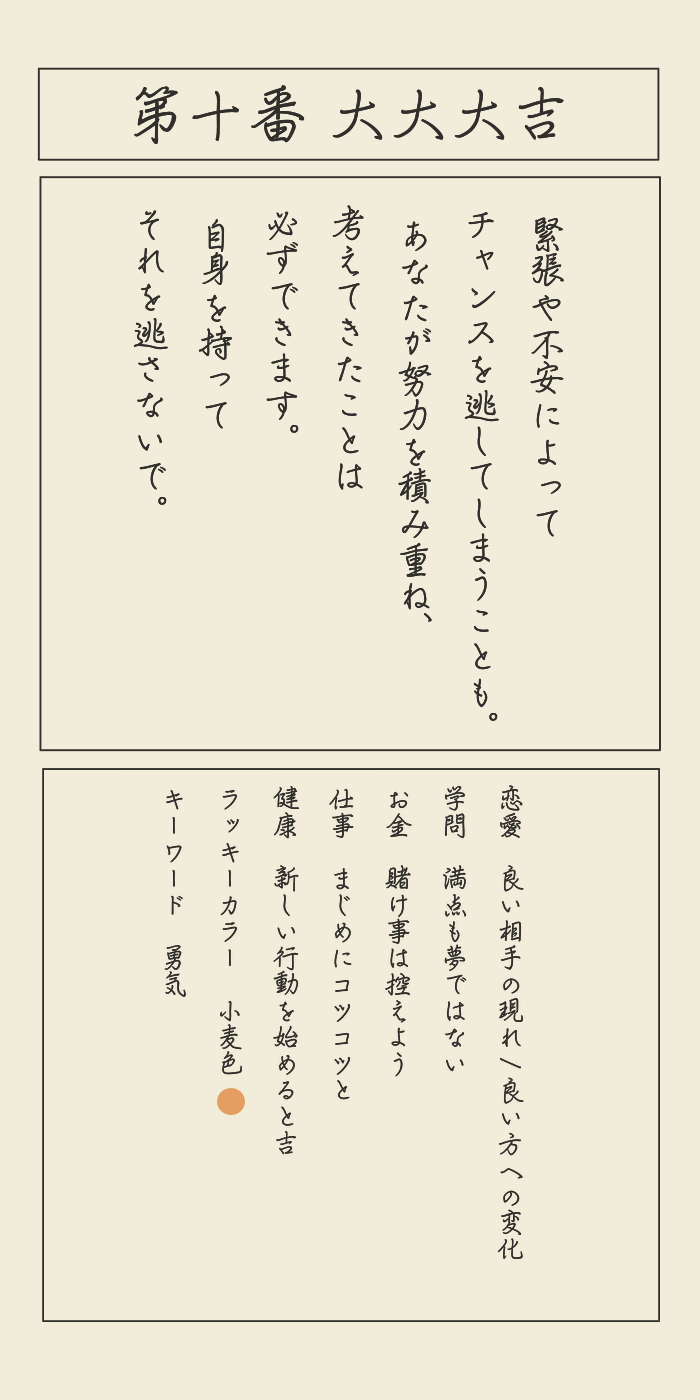 第十番 大大大吉
緊張や不安によって
チャンスを逃してしまうことも。
あなたが努力を積み重ね、
考えてきたことは
必ずできます。
自身を持って
それを逃さないで。
恋愛 良い相手の現れ/良い方への変化
学問 満点も夢ではない
お金 賭け事は控えよう
仕事 まじめにコツコツと
健康 新しい行動を始めると吉
ラッキーカラー 小麦色
キーワード 勇気